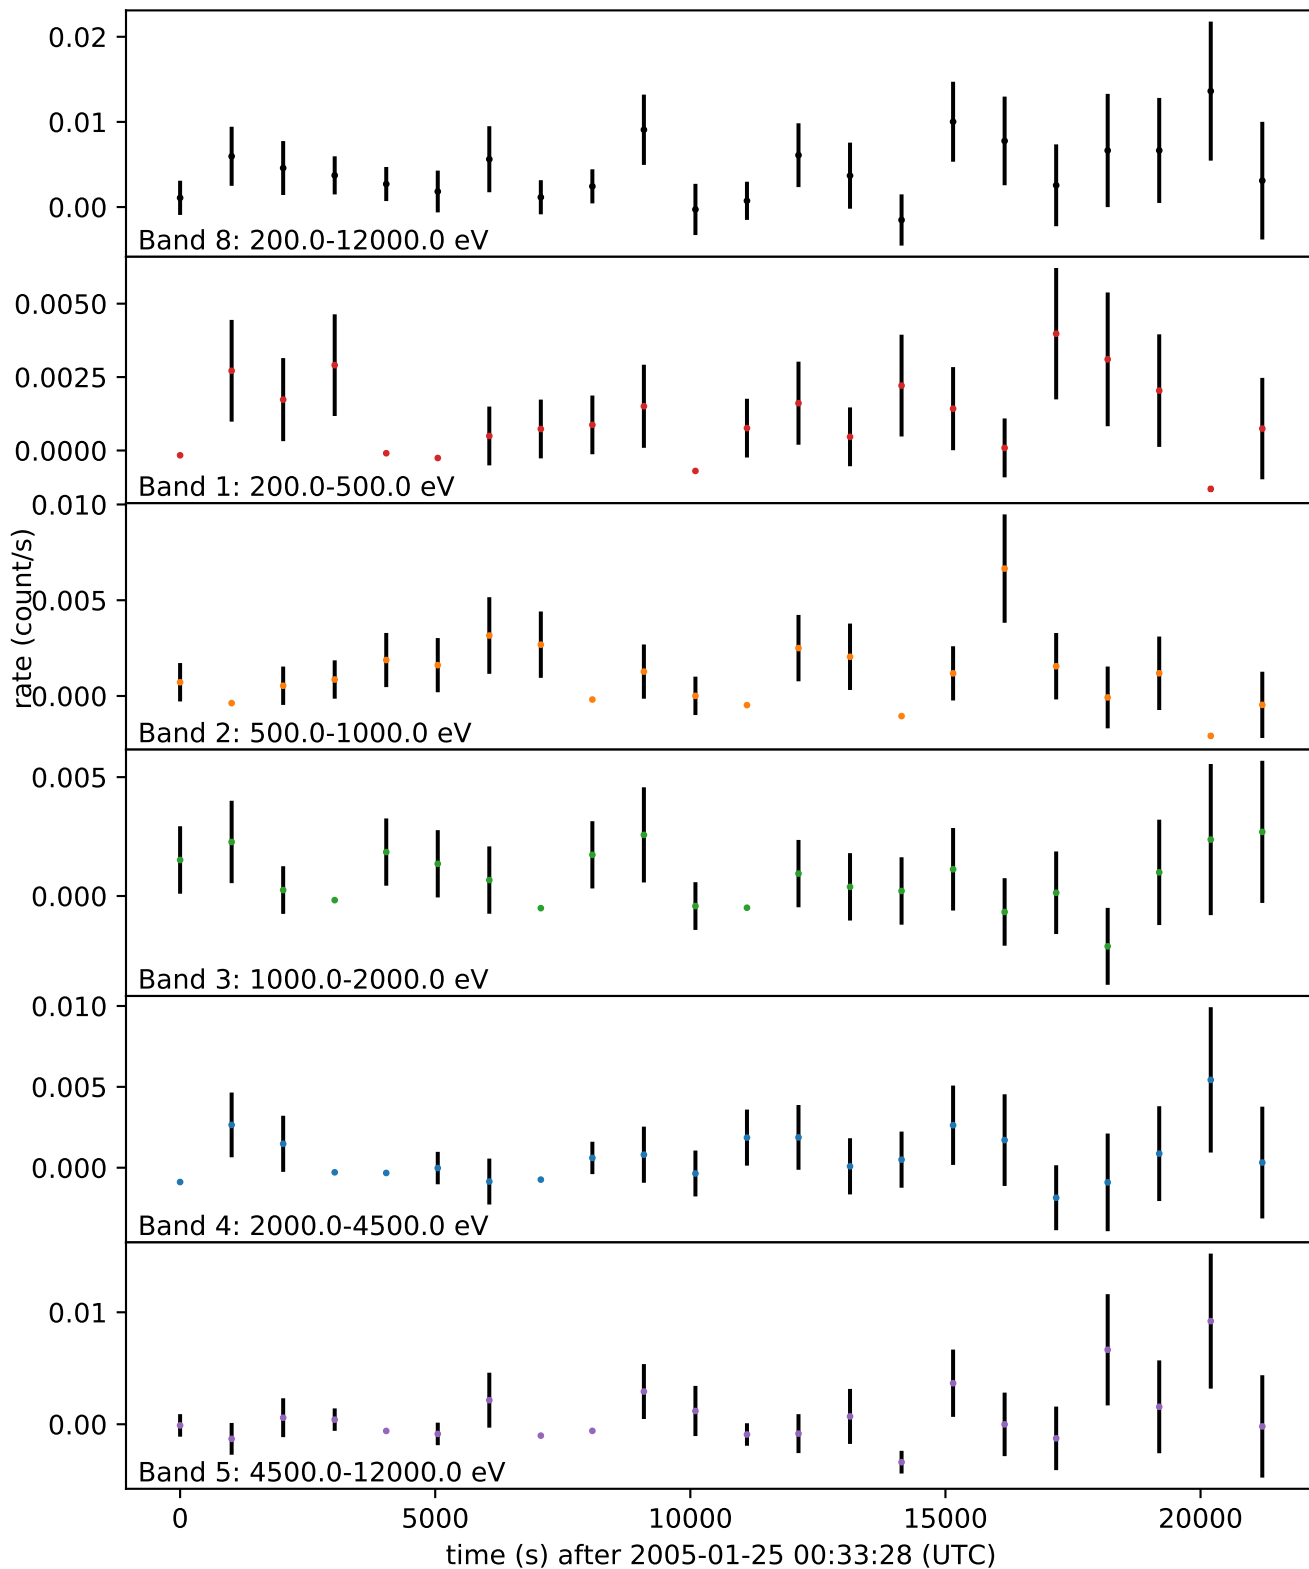 0.02
0.01
0.00
Band 8: 200.0-12000.0 eV
0.0050
0.0025
0.0000
Band 1: 200.0-500.0 eV
rate (count/s)
0.010
0.005
0.000
Band 2: 500.0-1000.0 eV
0.005
0.000
Band 3: 1000.0-2000.0 eV
0.010
0.005
0.000
Band 4: 2000.0-4500.0 eV
0.01
0.00
Band 5: 4500.0-12000.0 eV
0 5000 10000 15000 20000
time (s) after 2005-01-25 00:33:28 (UTC)